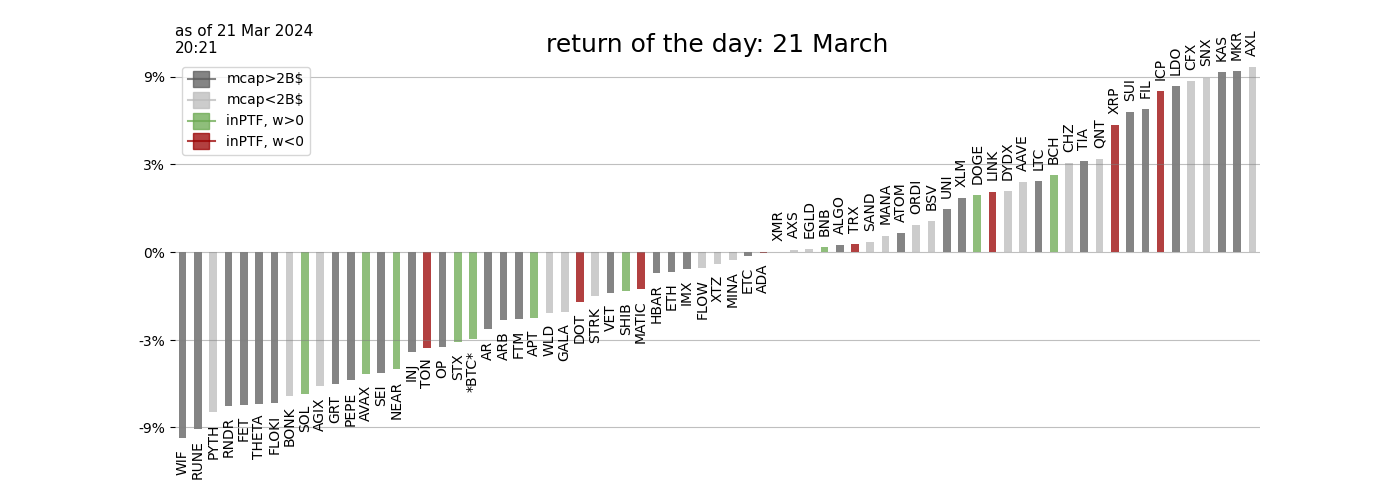 as of 21 Mar 2024
20:21
return of the day: 21 March
mcap>2B$
mcap<2B$
inPTF, w>0
inPTF, w<0
9%
3%
0%
-3%
-9%
WIF
RUNE
PYTH
RNDR
FET
THETA
FLOKI
BONK
SOL
AGIX
GRT
PEPE
AVAX
SEI
NEAR
INJ
TON
OP
STX
*BTC*
AR
ARB
FTM
APT
WLD
GALA
DOT
STRK
VET
SHIB
MATIC
HBAR
ETH
IMX
FLOW
XTZ
MINA
ETC
ADA
XMR
AXS
EGLD
BNB
ALGO
TRX
SAND
MANA
ATOM
ORDI
BSV
UNI
XLM
DOGE
LINK
DYDX
AAVE
LTC
BCH
CHZ
TIA
QNT
XRP
SUI
FIL
ICP
LDO
CFX
SNX
KAS
MKR
AXL